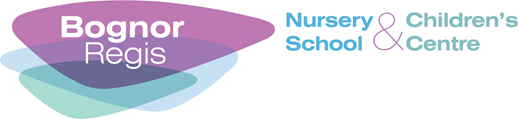 Bognor
Regis
Nursery & Children's
School Centre